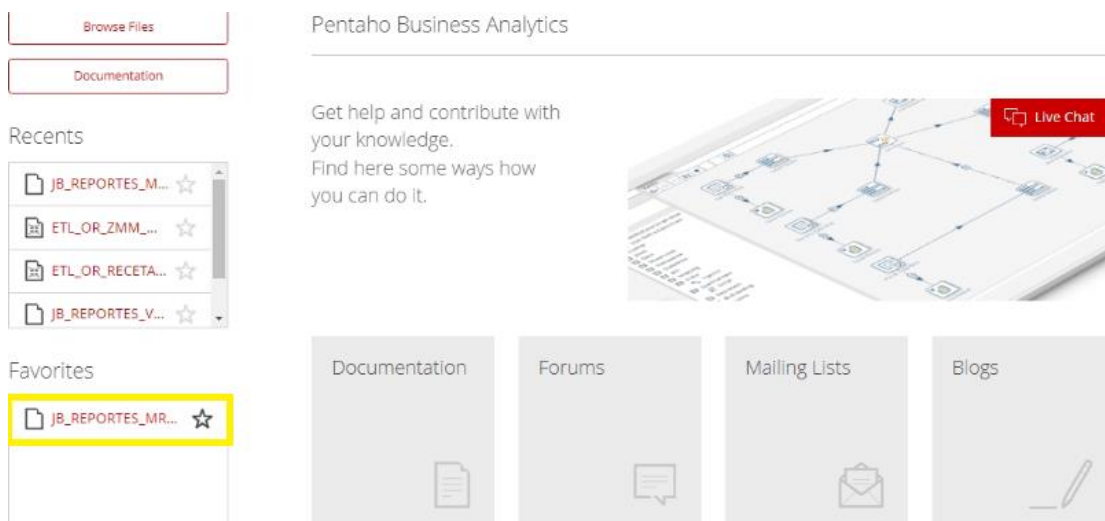 Browse Files
Documentation
Recents
JB_REPORTES_M...
ETL_OR_ZMM_...
ETL_OR_RECETA...
JB_REPORTES_V...
Favorites
JB_REPORTES_MR...
Pentaho Business Analytics
Get help and contribute with
your knowledge.
Find here some ways how
you can do it.
Live Chat
Documentation
Forums
Mailing Lists
Blogs